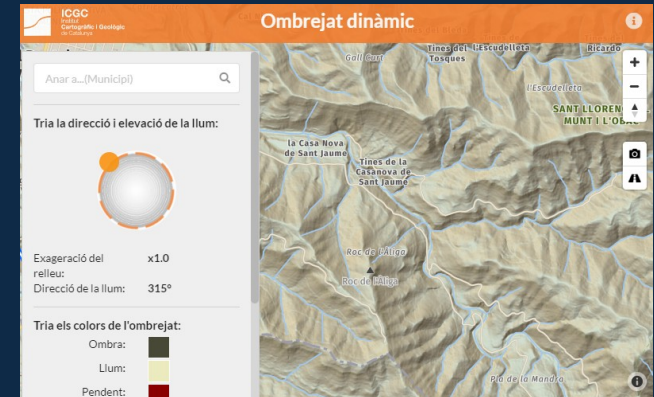 ICGC
Institut
Cartogràfic i Geològic
de Catalunya
Ombrejat dinàmic
Anar a...(Municipi)
Tria la direcció i elevació de la llum:
Exageració del
relleu:
x1.0
Direcció de la llum:
315°
Tria els colors de l'ombrejat:
Ombra:
Llum:
Pendent:
Gall Curt
Tines del
Tosques
l'Escudelleta
Ricardo
l'Escudelleta
SANT LLOREN
MUNT I L'OBAC
la Casa Nova
de Sant Jaume
Tines de la
Casanova de
Sant Jaume
Roc de l'Àliga
Roc de l'Àliga
Pla de la Mandra